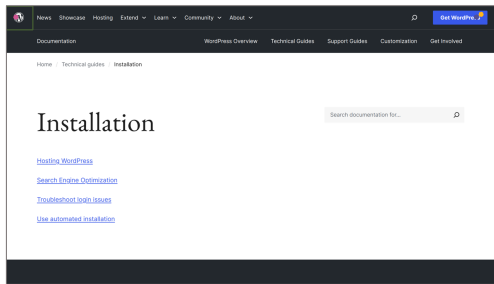 News Showcase Hosting Extend Learn Community About Get WordPre
Documentation WordPress Overview Technical Guides Support Guides Customization Get Involved
Home Technical guides Installation
Installation
Search documentation for...
Hosting WordPress
Search Engine Optimization
Troubleshoot login issues
Use automated installation